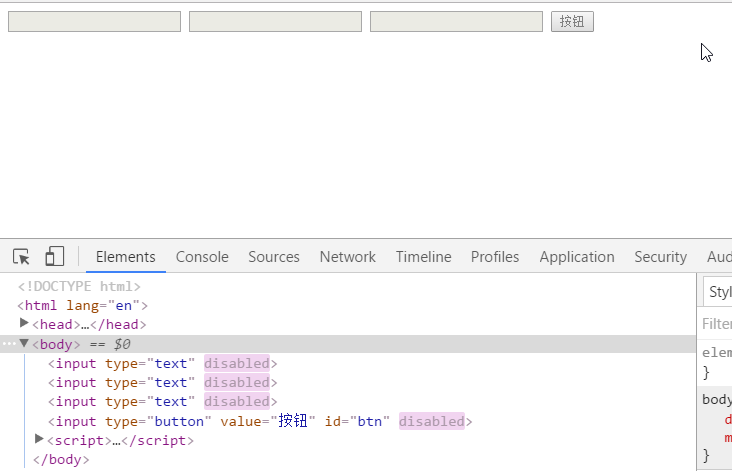 按钮
Elements Console Sources Network Timeline Profiles Application Security Aud
<!DOCTYPE html>
<html lang="en">
<head>…</head>
<body> == $0
<input type="text" disabled>
<input type="text" disabled>
<input type="text" disabled>
<input type="button" value="按钮" id="btn" disabled>
<script>…</script>
</body>
Styl
Filter
elem
}
body
d
m
}